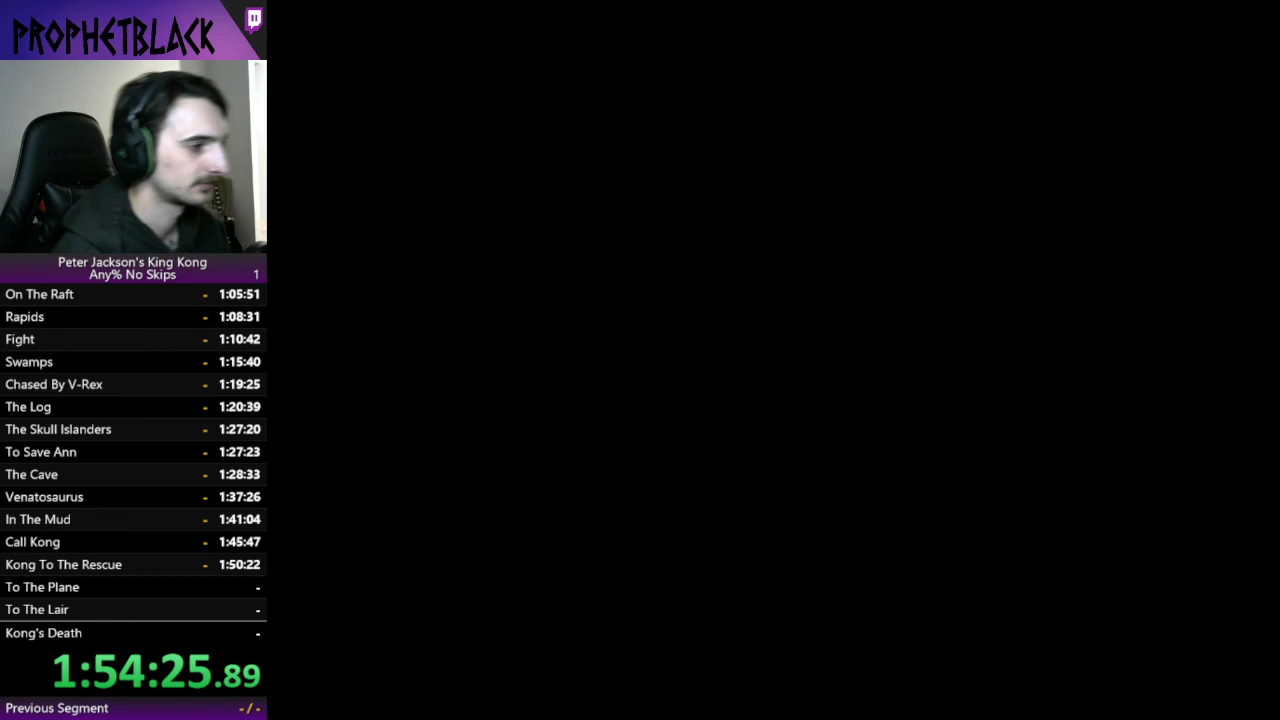 PROPHETBLACK
Peter Jackson's King Kong
Any% No Skips 1
On The Raft - 1:05:51
Rapids - 1:08:31
Fight - 1:10:42
Swamps - 1:15:40
Chased By V-Rex - 1:19:25
The Log - 1:20:39
The Skull Islanders - 1:27:20
To Save Ann - 1:27:23
The Cave - 1:28:33
Venatosaurus - 1:37:26
In The Mud - 1:41:04
Call Kong - 1:45:47
Kong To The Rescue - 1:50:22
To The Plane -
To The Lair -
Kong's Death -
1:54:25.89
Previous Segment - / -